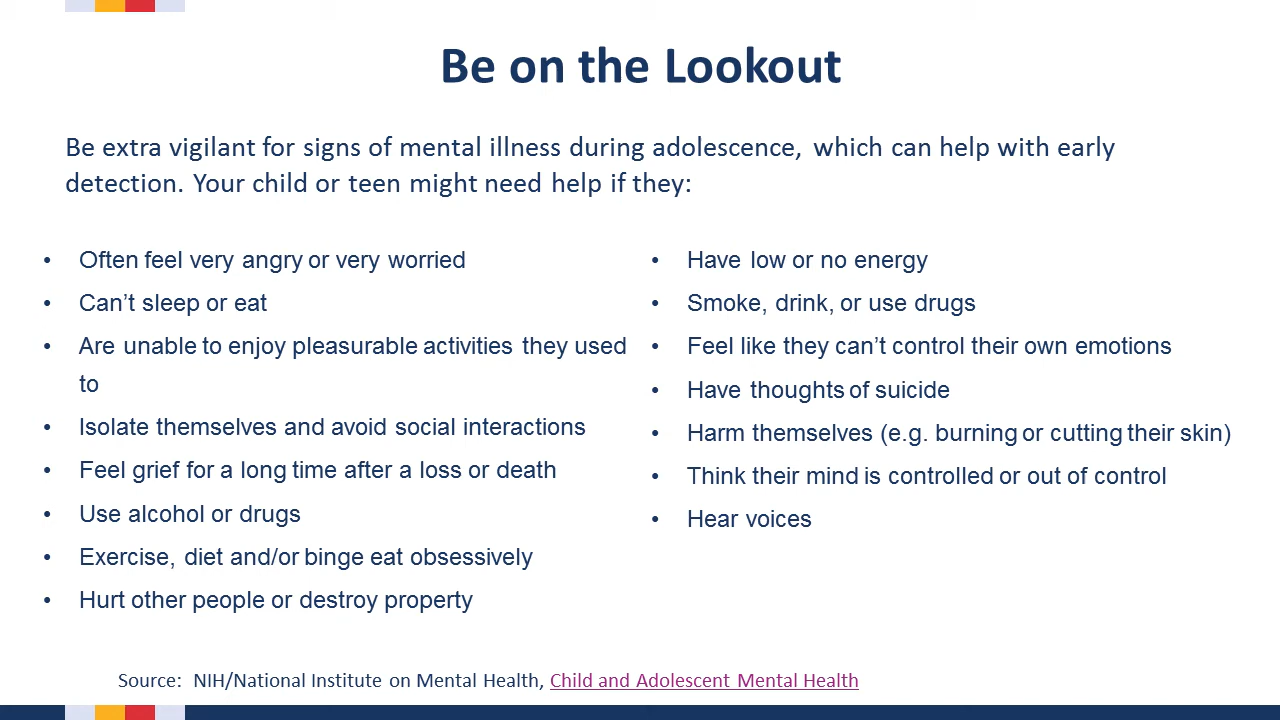 Be on the Lookout
Be extra vigilant for signs of mental illness during adolescence, which can help with early
detection. Your child or teen might need help if they:
• Often feel very angry or very worried
• Can’t sleep or eat
• Are unable to enjoy pleasurable activities they used
to
• Isolate themselves and avoid social interactions
• Feel grief for a long time after a loss or death
• Use alcohol or drugs
• Exercise, diet and/or binge eat obsessively
• Hurt other people or destroy property
• Have low or no energy
• Smoke, drink, or use drugs
• Feel like they can’t control their own emotions
• Have thoughts of suicide
• Harm themselves (e.g. burning or cutting their skin)
• Think their mind is controlled or out of control
• Hear voices
Source: NIH/National Institute on Mental Health, Child and Adolescent Mental Health